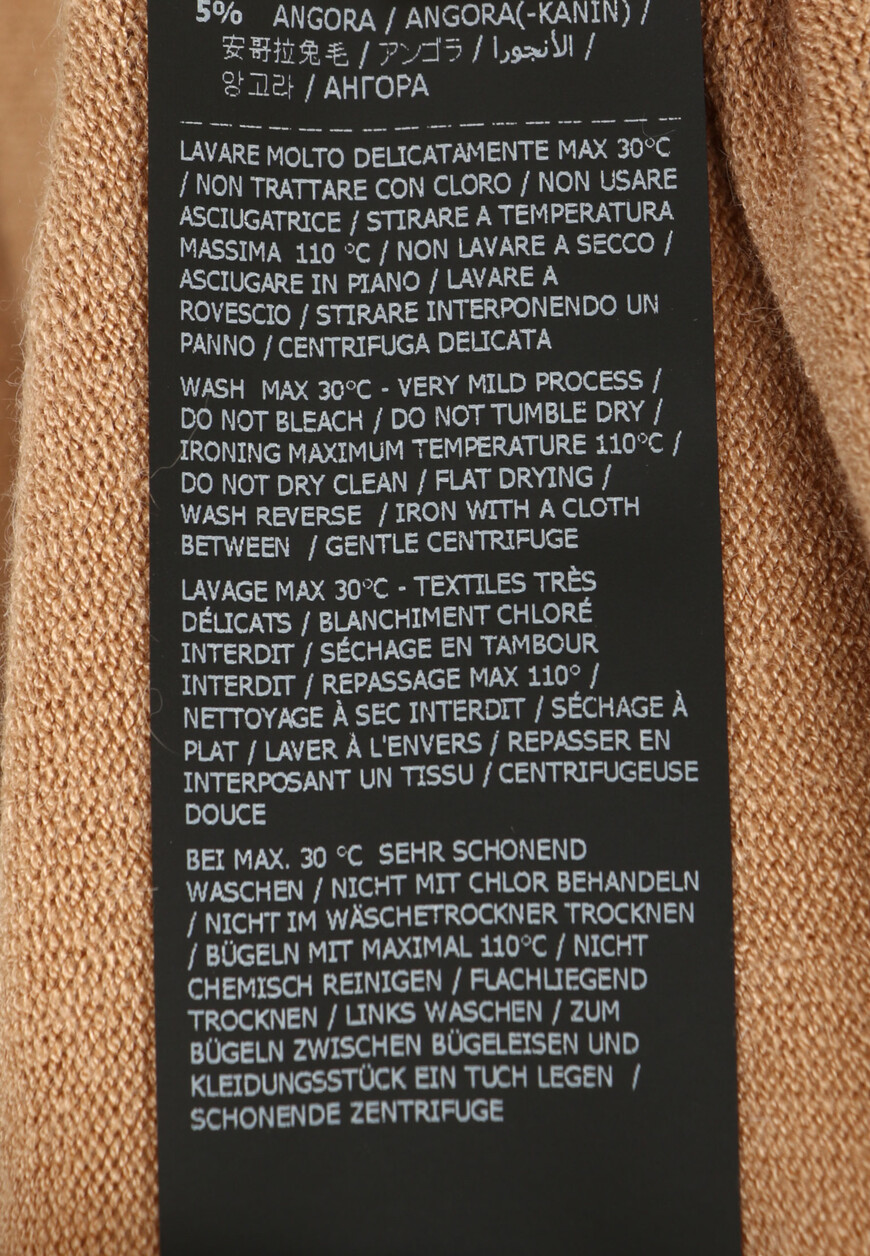 5% ANGORA / ANGORA(-KANIN) /
安哥拉兔毛 / アンゴラ / الأنجورا /
앙고라 / АНГОРА
LAVARE MOLTO DELICATAMENTE MAX 30°C
/ NON TRATTARE CON CLORO / NON USARE
ASCIUGATRICE / STIRARE A TEMPERATURA
MASSIMA 110 °C / NON LAVARE A SECCO /
ASCIUGARE IN PIANO / LAVARE A
ROVESCIO / STIRARE INTERPONENDO UN
PANNO / CENTRIFUGA DELICATA
WASH MAX 30°C - VERY MILD PROCESS /
DO NOT BLEACH / DO NOT TUMBLE DRY /
IRONING MAXIMUM TEMPERATURE 110°C /
DO NOT DRY CLEAN / FLAT DRYING /
WASH REVERSE / IRON WITH A CLOTH
BETWEEN / GENTLE CENTRIFUGE
LAVAGE MAX 30°C - TEXTILES TRÈS
DÉLICATS / BLANCHIMENT CHLORÉ
INTERDIT / SÉCHAGE EN TAMBOUR
INTERDIT / REPASSAGE MAX 110° /
NETTOYAGE À SEC INTERDIT / SÉCHAGE À
PLAT / LAVER À L'ENVERS / REPASSER EN
INTERPOSANT UN TISSU / CENTRIFUGEUSE
DOUCE
BEI MAX. 30 °C SEHR SCHONEND
WASCHEN / NICHT MIT CHLOR BEHANDELN
/ NICHT IM WÄSCHETROCKNER TROCKNEN
/ BÜGELN MIT MAXIMAL 110°C / NICHT
CHEMISCH REINIGEN / FLACHLIEGEND
TROCKNEN / LINKS WASCHEN / ZUM
BÜGELN ZWISCHEN BÜGELEISEN UND
KLEIDUNGSSTÜCK EIN TUCH LEGEN /
SCHONENDE ZENTRIFUGE